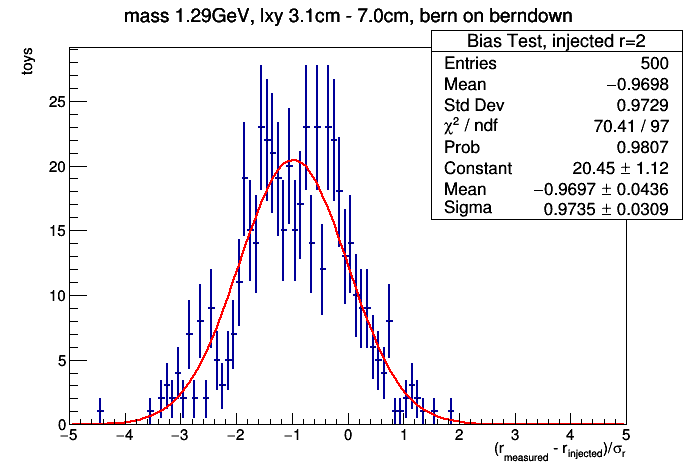 mass 1.29GeV, lxy 3.1cm - 7.0cm, bern on berndown
Bias Test, injected r=2
Entries 500
Mean −0.9698
Std Dev 0.9729
χ² / ndf 70.41 / 97
Prob 0.9807
Constant 20.45 ± 1.12
Mean −0.9697 ± 0.0436
Sigma 0.9735 ± 0.0309
toys
25
20
15
10
5
0
−5 −4 −3 −2 −1 0 1 2 3 4 5
(r_measured - r_injected)/σ_r